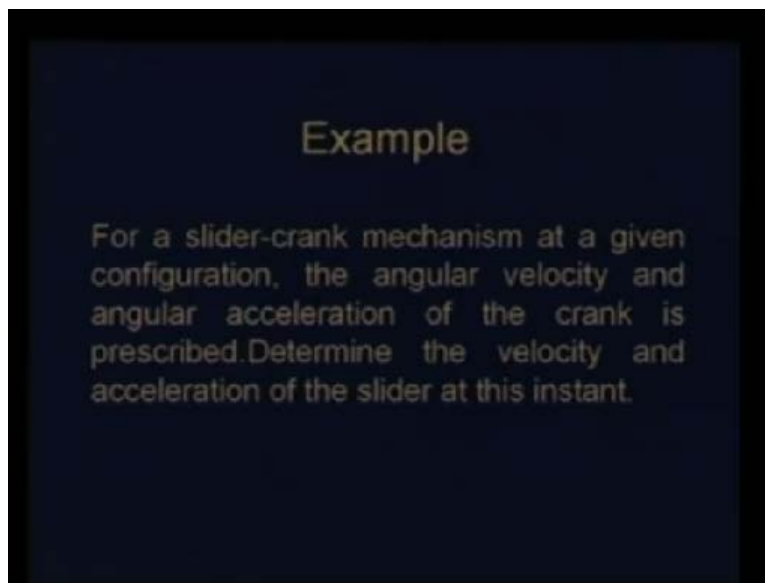 Example
For a slider-crank mechanism at a given
configuration, the angular velocity and
angular acceleration of the crank is
prescribed.Determine the velocity and
acceleration of the slider at this instant.